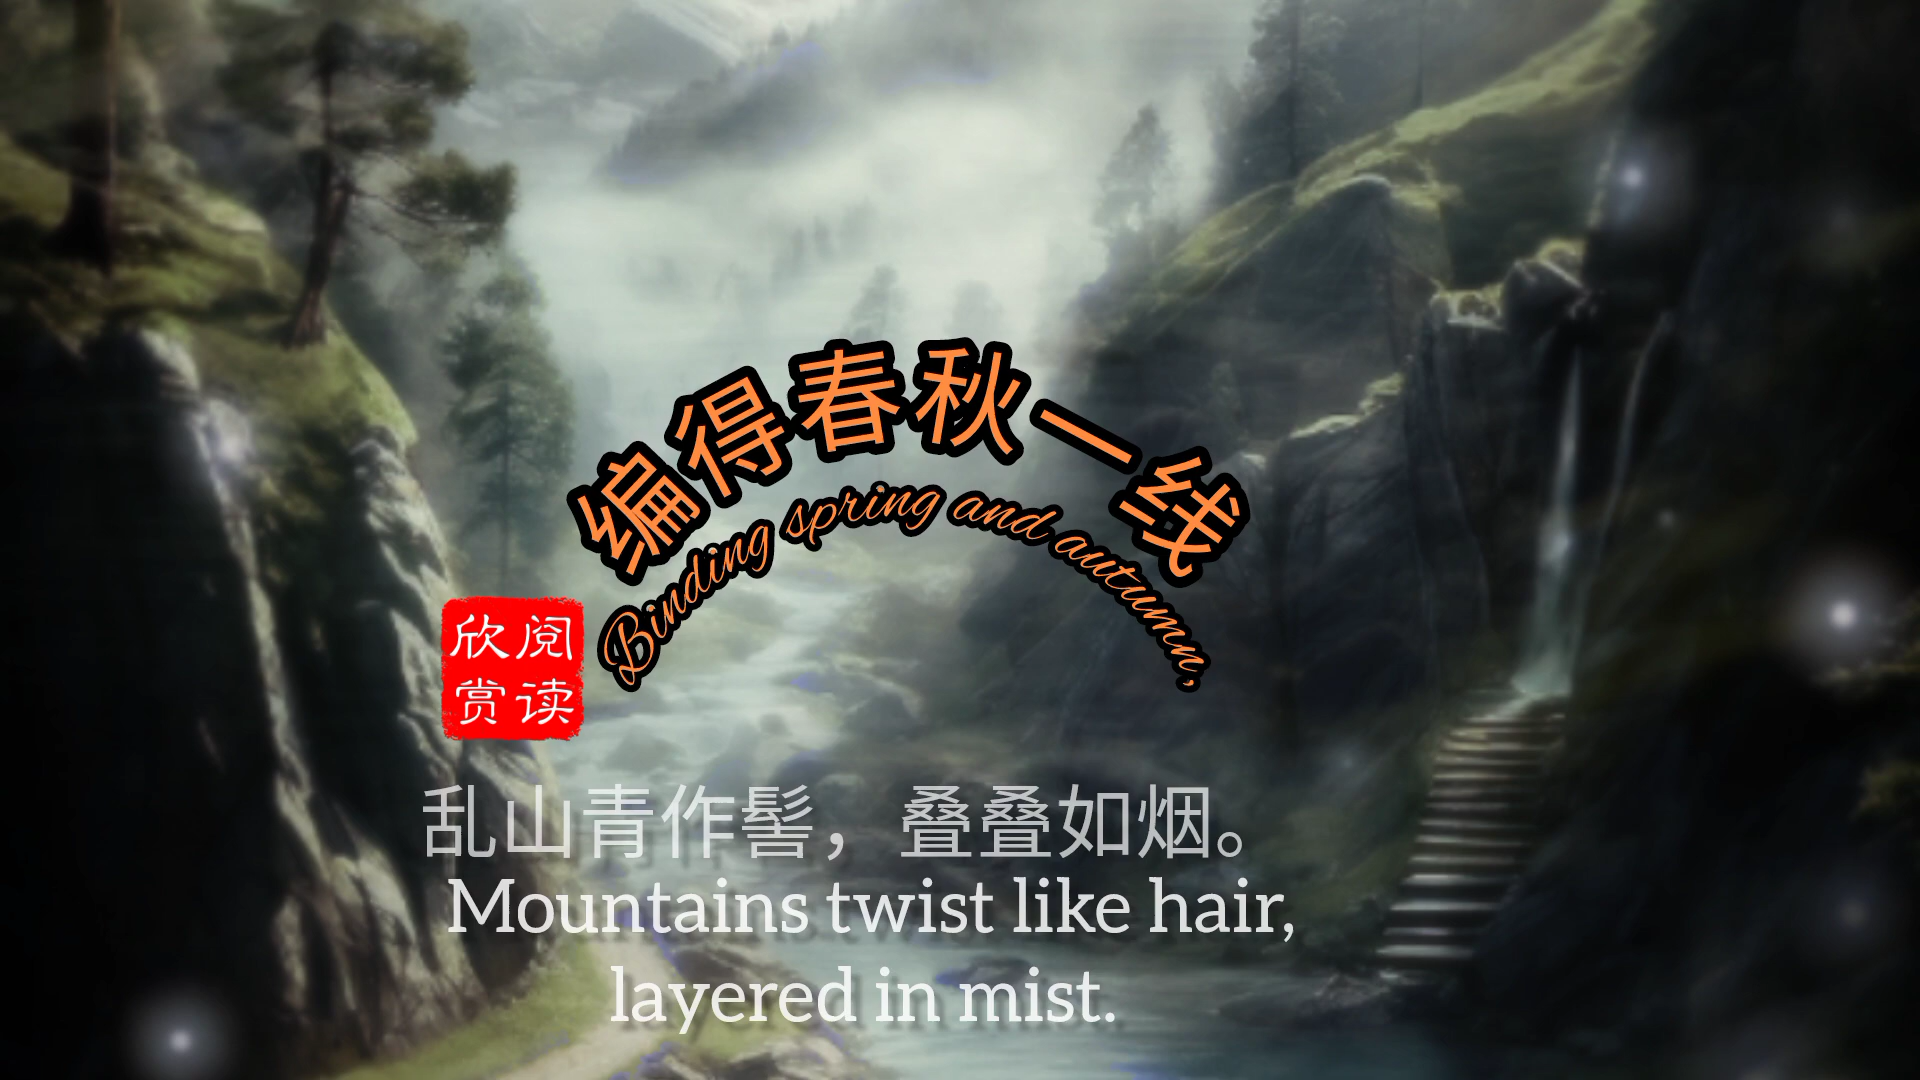 编得春秋一线
Binding spring and autumn,
欣阅
赏读
乱山青作髻，叠叠如烟。
Mountains twist like hair,
layered in mist.